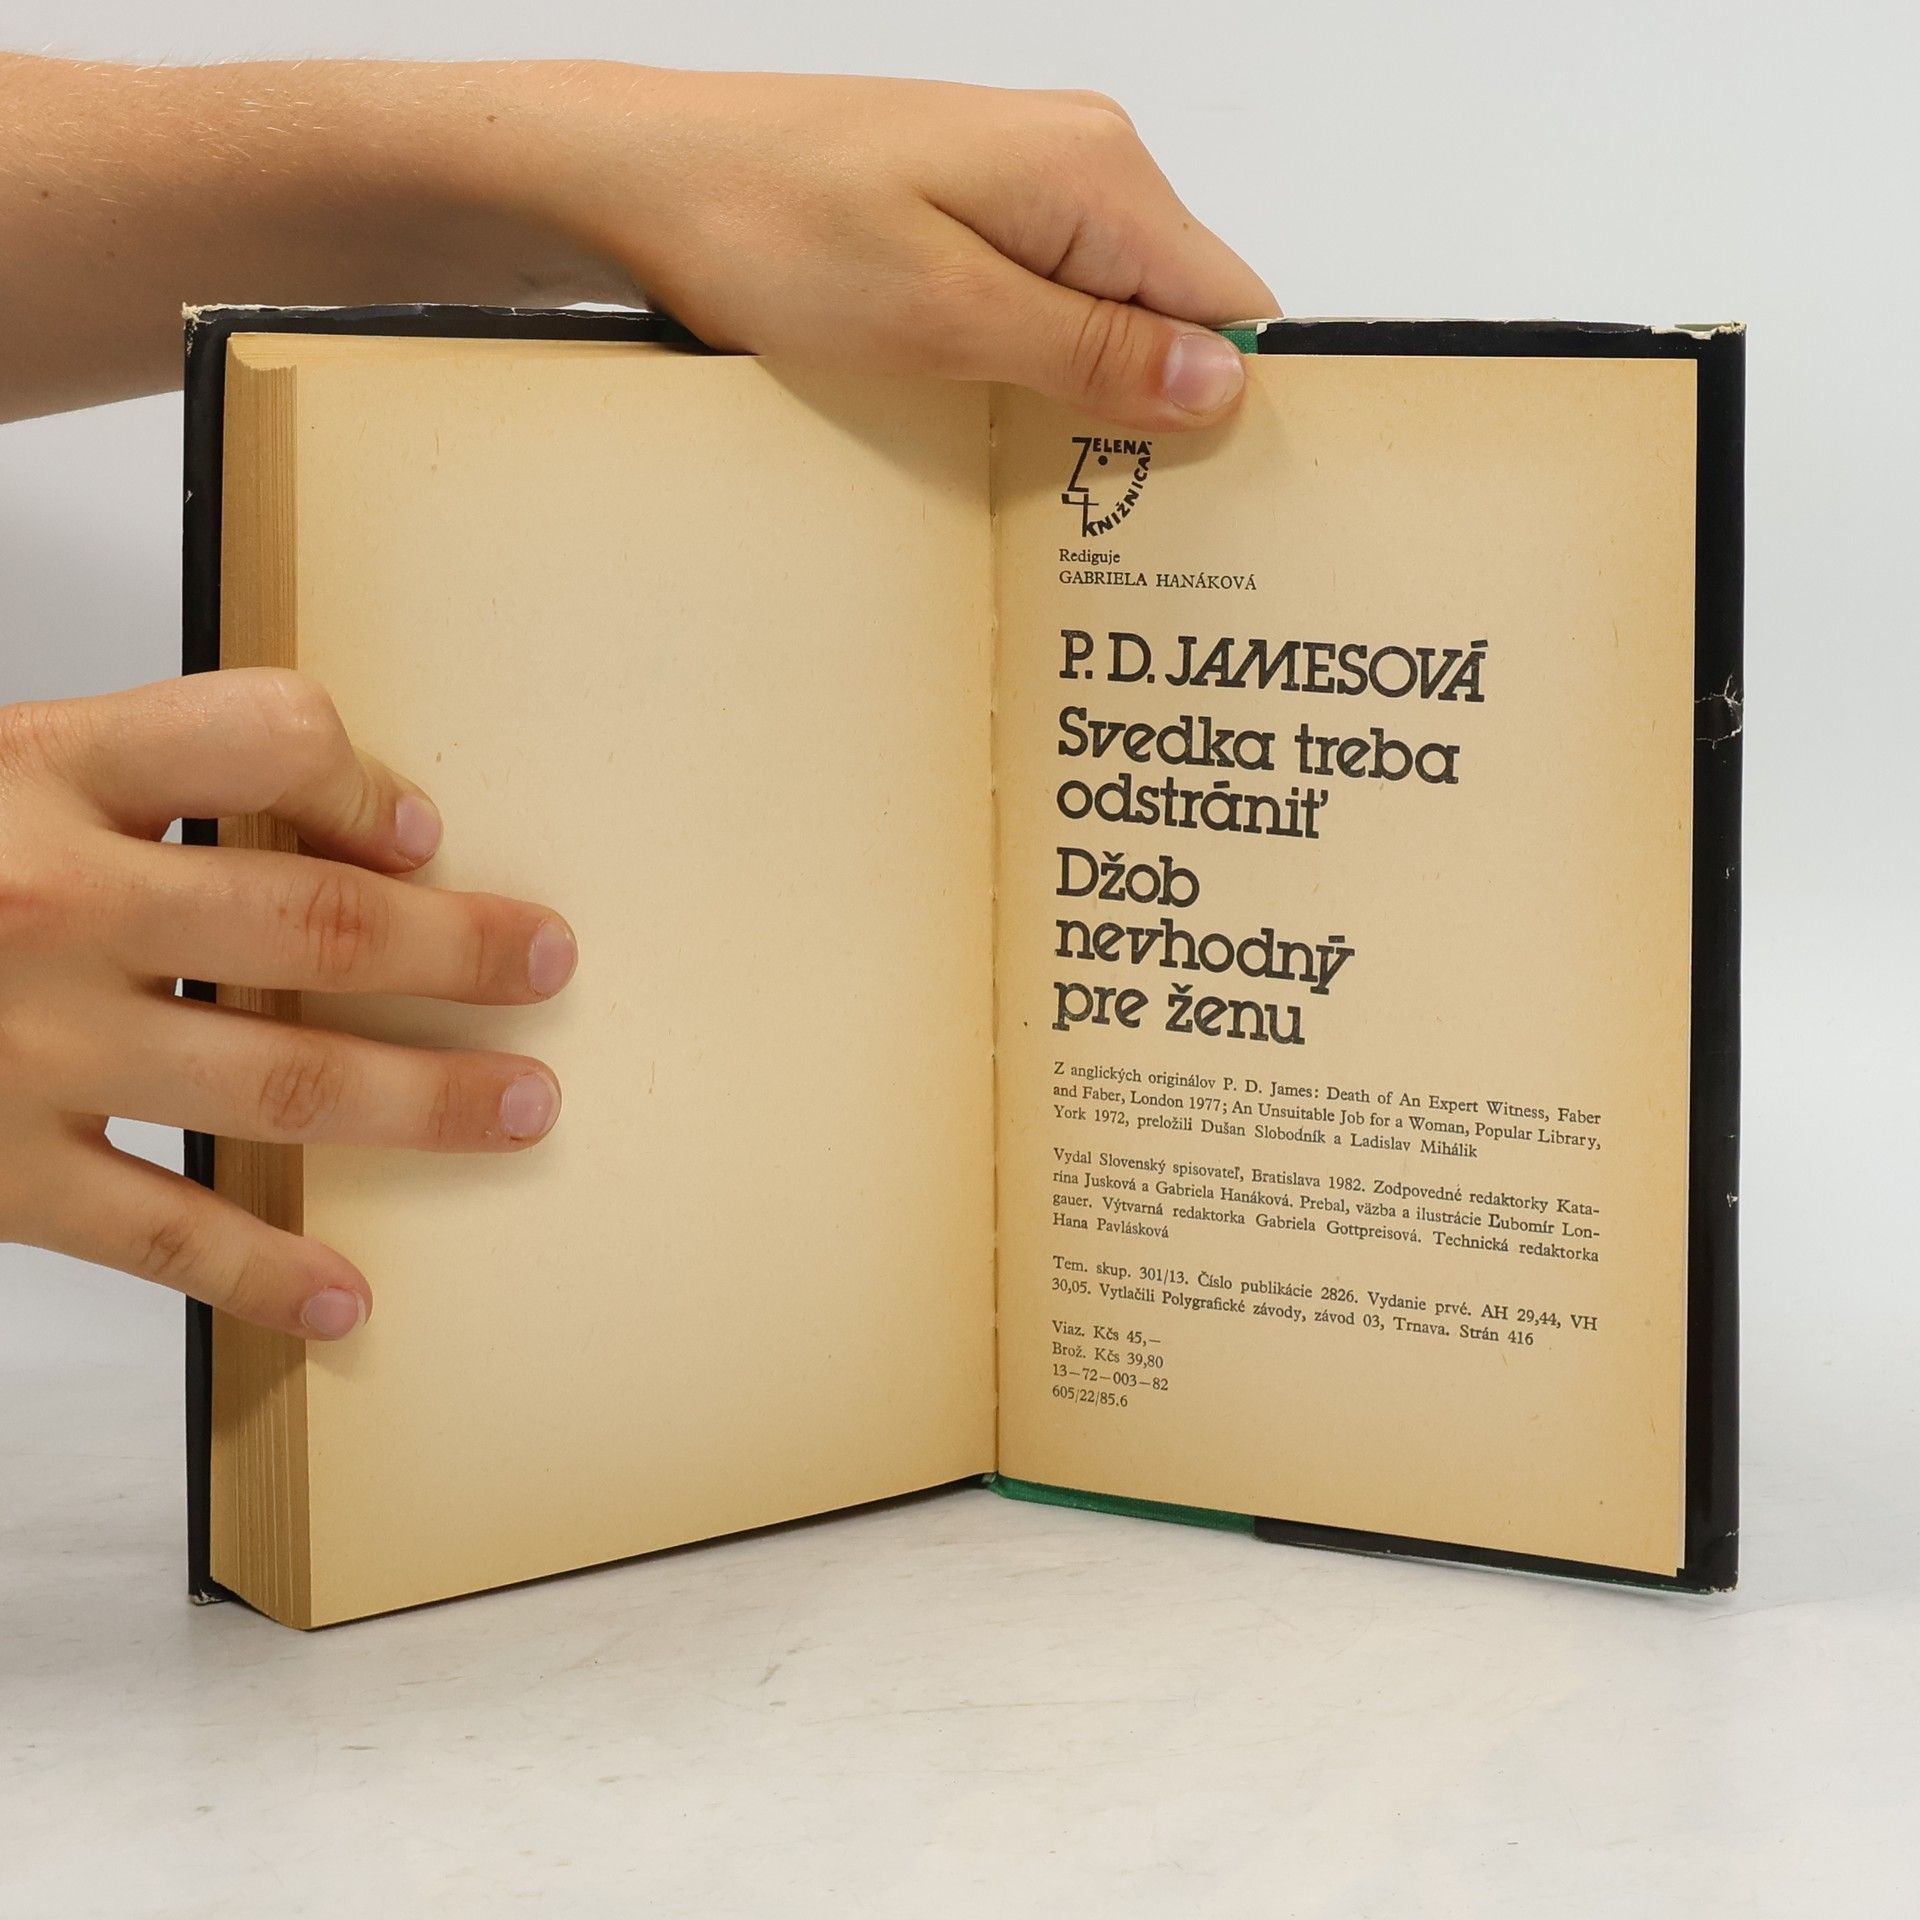 ZELENÁ
KNIŽNICA
Rediguje
GABRIELA HANÁKOVÁ
P. D. JAMESOVÁ
Svedka treba
odstrániť
Džob
nevhodný
pre ženu
Z anglických originálov P. D. James: Death of An Expert Witness, Faber
and Faber, London 1977; An Unsuitable Job for a Woman, Popular Library,
York 1972, preložili Dušan Slobodník a Ladislav Mihálik
Vydal Slovenský spisovateľ, Bratislava 1982. Zodpovedné redaktorky Kata-
rína Jusková a Gabriela Hanáková. Prebal, väzba a ilustrácie Ľubomír Lon-
gauer. Výtvarná redaktorka Gabriela Gottpreisová. Technická redaktorka
Hana Pavlásková
Tem. skup. 301/13. Číslo publikácie 2826. Vydanie prvé. AH 29,44, VH
30,05. Vytlačili Polygrafické závody, závod 03, Trnava. Strán 416
Viaz. Kčs 45,—
Brož. Kčs 39,80
13—72—003—82
605/22/85.6